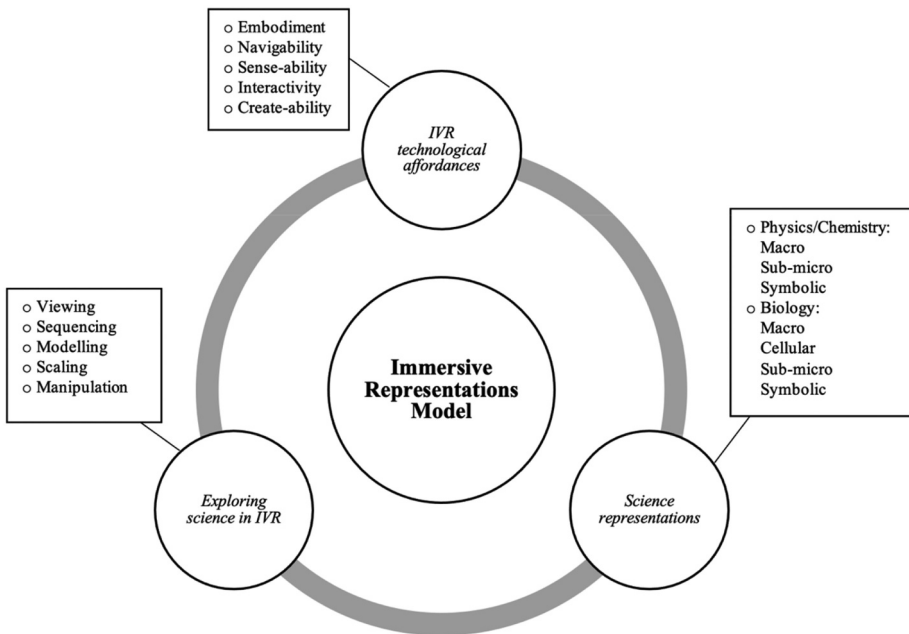 ○ Embodiment
○ Navigability
○ Sense-ability
○ Interactivity
○ Create-ability
IVR
technological
affordances
○ Physics/Chemistry:
Macro
Sub-micro
Symbolic
○ Biology:
Macro
Cellular
Sub-micro
Symbolic
○ Viewing
○ Sequencing
○ Modelling
○ Scaling
○ Manipulation
Immersive
Representations
Model
Exploring
science in IVR
Science
representations